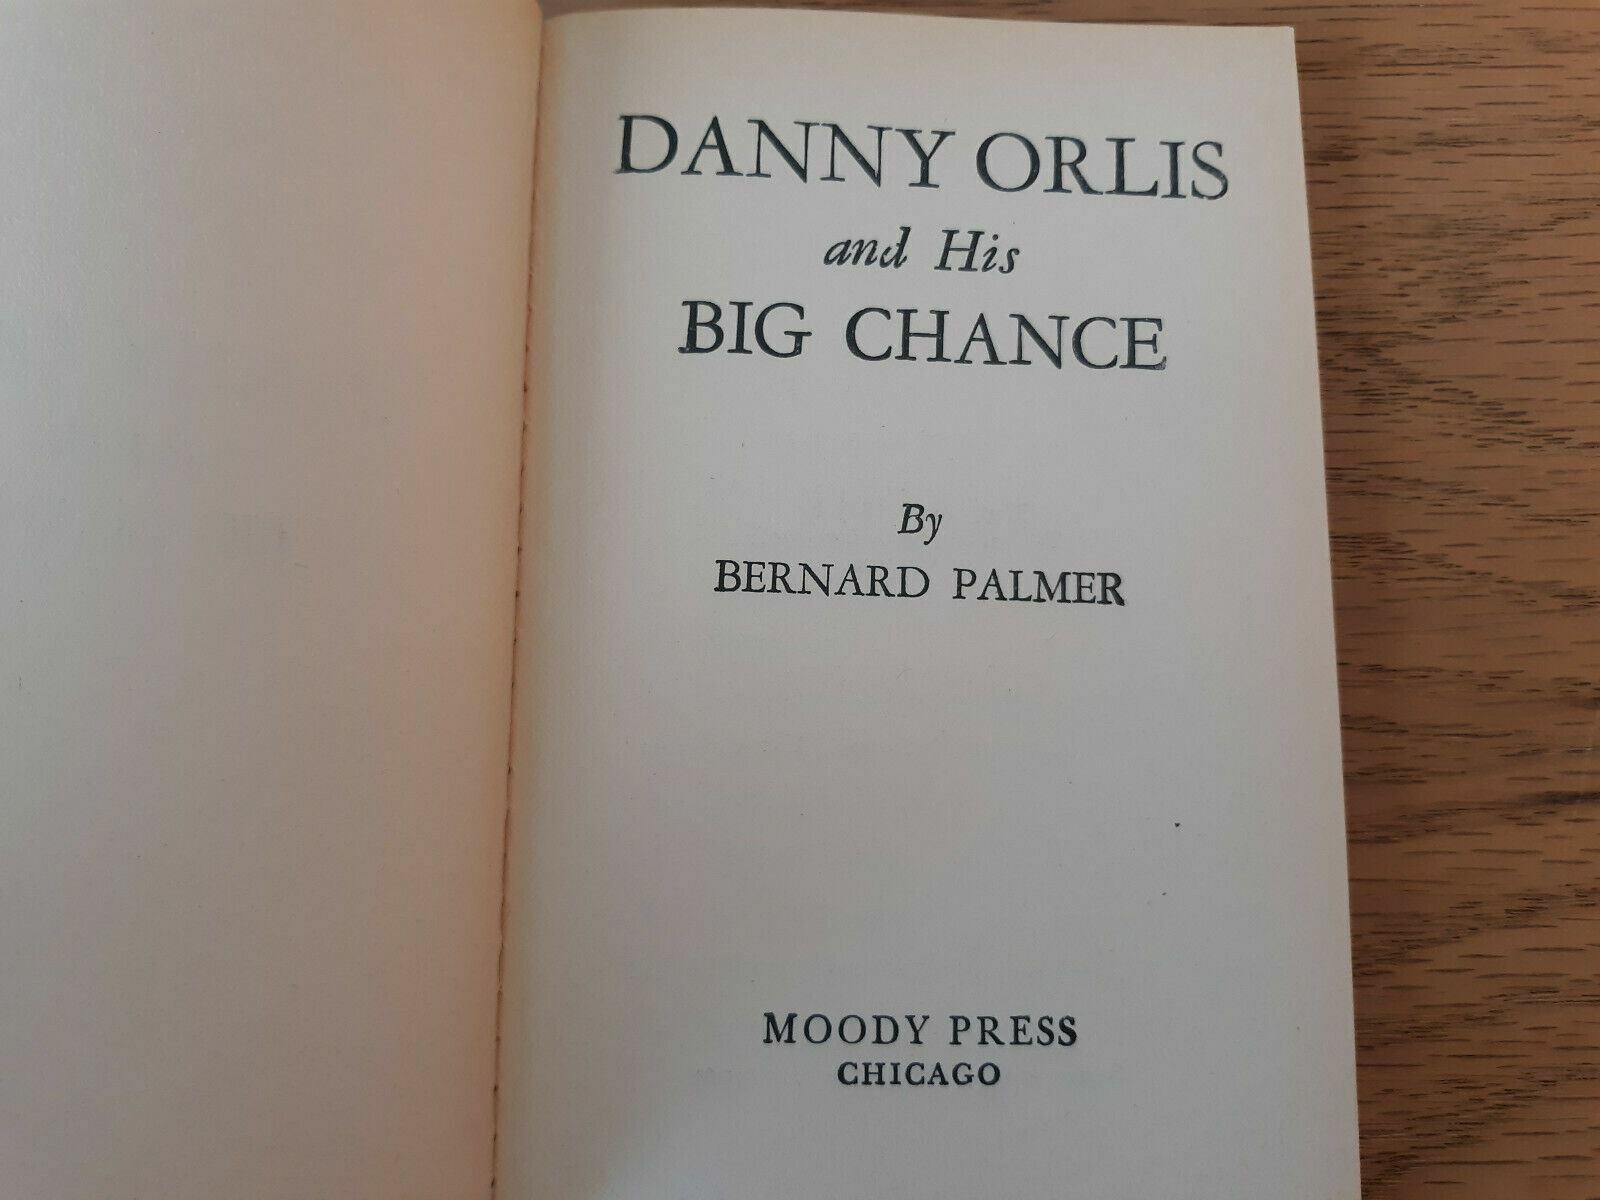 DANNY ORLIS
and His
BIG CHANCE
By
BERNARD PALMER
MOODY PRESS
CHICAGO